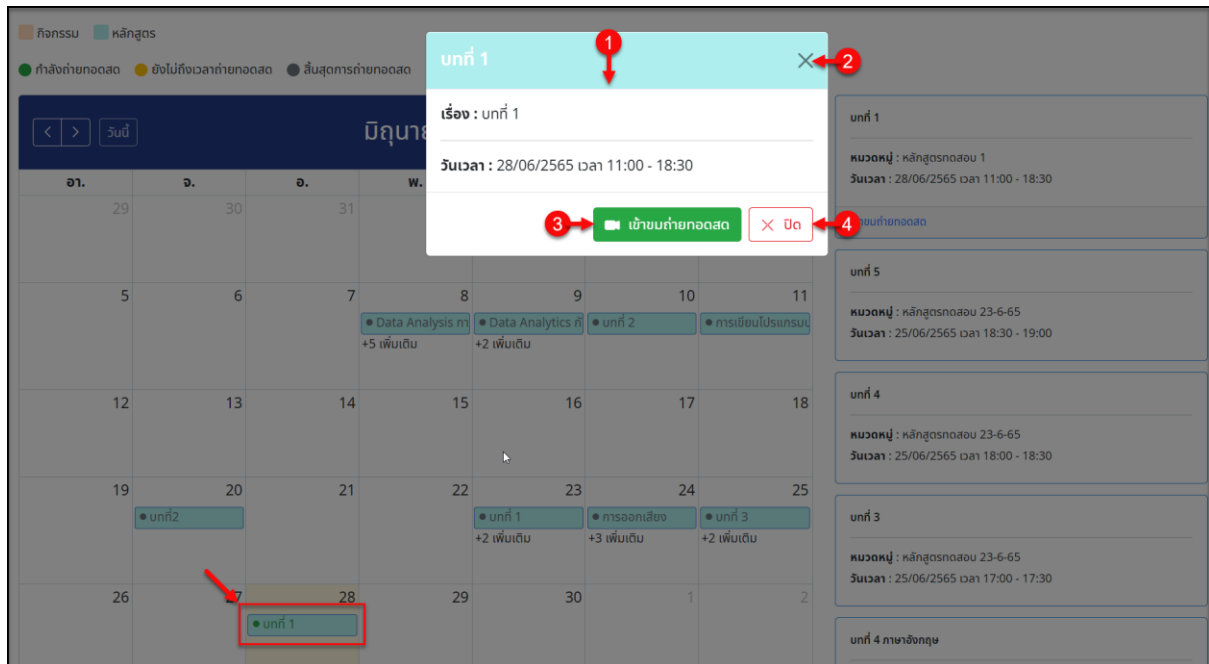 กิจกรรม หลักสูตร
กำลังถ่ายทอดสด ยังไม่ถึงเวลาถ่ายทอดสด สิ้นสุดการถ่ายทอดสด
บทที่ 1
1
2
เรื่อง : บทที่ 1
วันเวลา : 28/06/2565 เวลา 11:00 - 18:30
3 เข้าชมถ่ายทอดสด ปิด 4
วันนี้
อา. จ. อ. พ.
29 30 31
5 6 7 8 9 10 11
Data Analysis Data Analytics บทที่ 2 การเขียนโปรแกรม
+5 เพิ่มเติม +2 เพิ่มเติม
12 13 14 15 16 17 18
19 20 21 22 23 24 25
บทที่2 บทที่ 1 การออกเสียง บทที่ 3
+2 เพิ่มเติม +3 เพิ่มเติม +2 เพิ่มเติม
26 27 28 29 30 1 2
บทที่ 1
บทที่ 1
หมวดหมู่ : หลักสูตรทดสอบ 1
วันเวลา : 28/06/2565 เวลา 11:00 - 18:30
บทที่ 5
หมวดหมู่ : หลักสูตรทดสอบ 23-6-65
วันเวลา : 25/06/2565 เวลา 18:30 - 19:00
บทที่ 4
หมวดหมู่ : หลักสูตรทดสอบ 23-6-65
วันเวลา : 25/06/2565 เวลา 18:00 - 18:30
บทที่ 3
หมวดหมู่ : หลักสูตรทดสอบ 23-6-65
วันเวลา : 25/06/2565 เวลา 17:00 - 17:30
บทที่ 4 ภาษาอังกฤษ